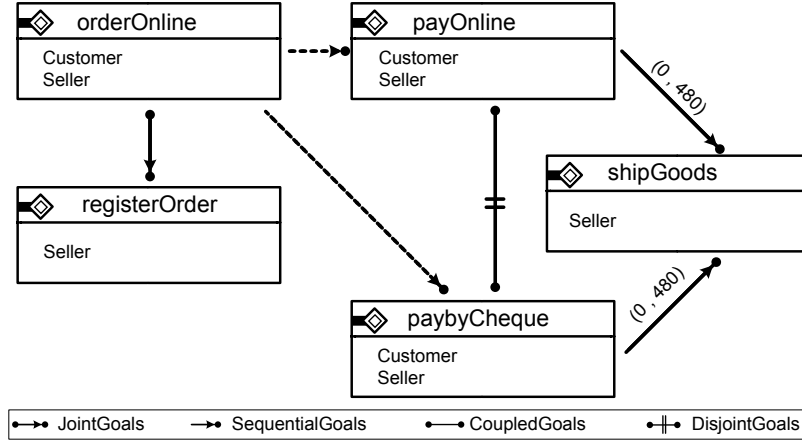 orderOnline
Customer
Seller
payOnline
Customer
Seller
(0 , 480)
registerOrder
Seller
shipGoods
Seller
(0 , 480)
paybyCheque
Customer
Seller
JointGoals SequentialGoals CoupledGoals DisjointGoals